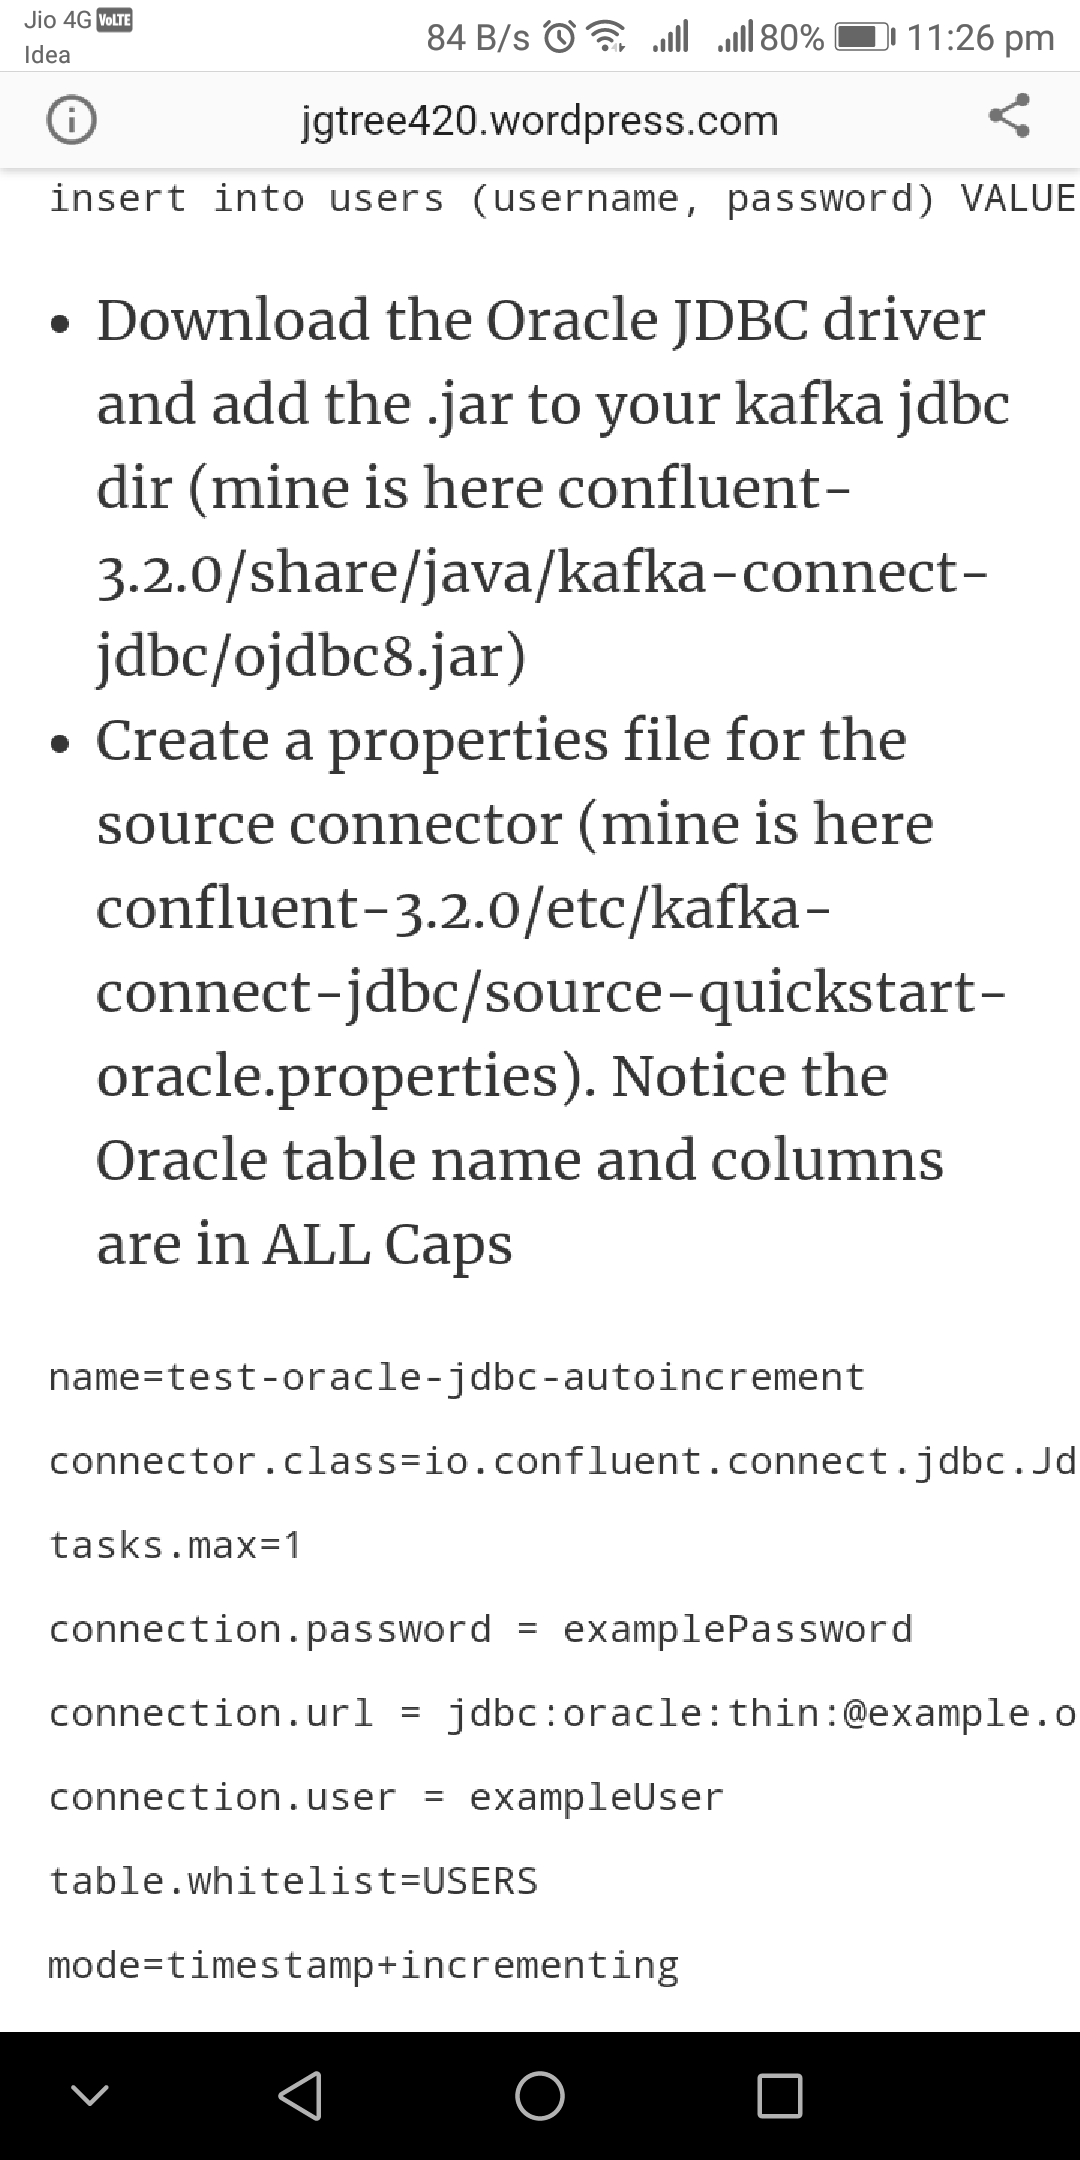 Jio 4G VoLTE
Idea
84 B/s 80% 11:26 pm
jgtree420.wordpress.com
insert into users (username, password) VALUE
• Download the Oracle JDBC driver
and add the .jar to your kafka jdbc
dir (mine is here confluent-
3.2.0/share/java/kafka-connect-
jdbc/ojdbc8.jar)
• Create a properties file for the
source connector (mine is here
confluent-3.2.0/etc/kafka-
connect-jdbc/source-quickstart-
oracle.properties). Notice the
Oracle table name and columns
are in ALL Caps
name=test-oracle-jdbc-autoincrement
connector.class=io.confluent.connect.jdbc.Jd
tasks.max=1
connection.password = examplePassword
connection.url = jdbc:oracle:thin:@example.o
connection.user = exampleUser
table.whitelist=USERS
mode=timestamp+incrementing